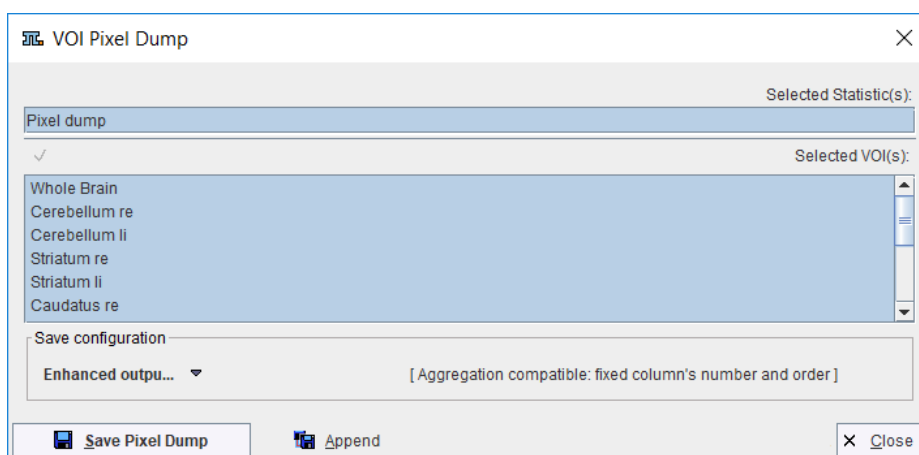 VOI Pixel Dump
Selected Statistic(s):
Pixel dump
Selected VOI(s):
Whole Brain
Cerebellum re
Cerebellum li
Striatum re
Striatum li
Caudatus re
Save configuration
Enhanced outpu... [ Aggregation compatible: fixed column's number and order ]
Save Pixel Dump Append Close